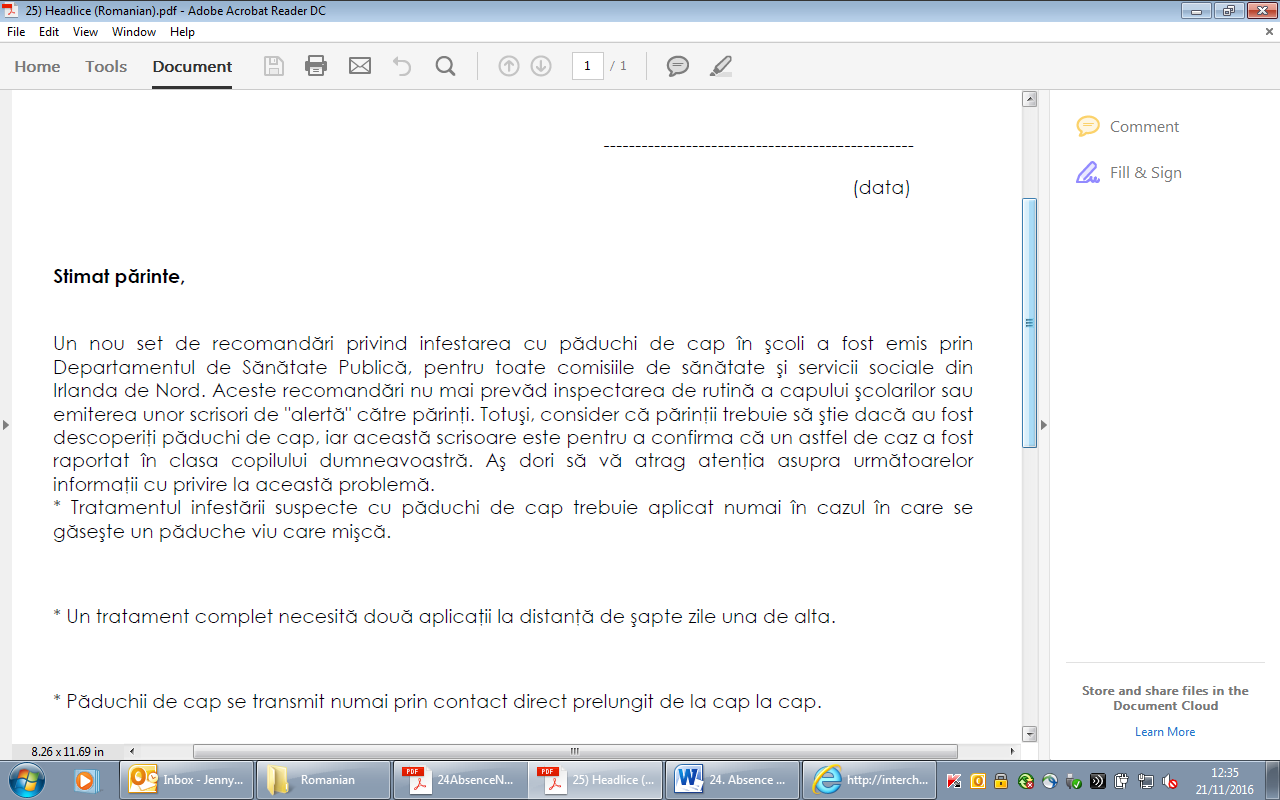 25) Headlice (Romanian).pdf - Adobe Acrobat Reader DC
File Edit View Window Help
Home Tools Document 1 / 1
Comment
Fill & Sign
------------------------------------------------
(data)
Stimat părinte,
Un nou set de recomandări privind infestarea cu păduchi de cap în şcoli a fost emis prin
Departamentul de Sănătate Publică, pentru toate comisiile de sănătate şi servicii sociale din
Irlanda de Nord. Aceste recomandări nu mai prevăd inspectarea de rutină a capului şcolarilor sau
emiterea unor scrisori de "alertă" către părinţi. Totuşi, consider că părinţii trebuie să ştie dacă au fost
descoperiţi păduchi de cap, iar această scrisoare este pentru a confirma că un astfel de caz a fost
raportat în clasa copilului dumneavoastră. Aş dori să vă atrag atenţia asupra următoarelor
informaţii cu privire la această problemă.
* Tratamentul infestării suspecte cu păduchi de cap trebuie aplicat numai în cazul în care se
găseşte un păduche viu care mişcă.
* Un tratament complet necesită două aplicaţii la distanţă de şapte zile una de alta.
* Păduchii de cap se transmit numai prin contact direct prelungit de la cap la cap.
Store and share files in the
Document Cloud
Learn More
8.26 x 11.69 in
Inbox - Jenny... Romanian 24AbsenceN... 25) Headlice (... 24. Absence ... http://interch... 12:35
21/11/2016